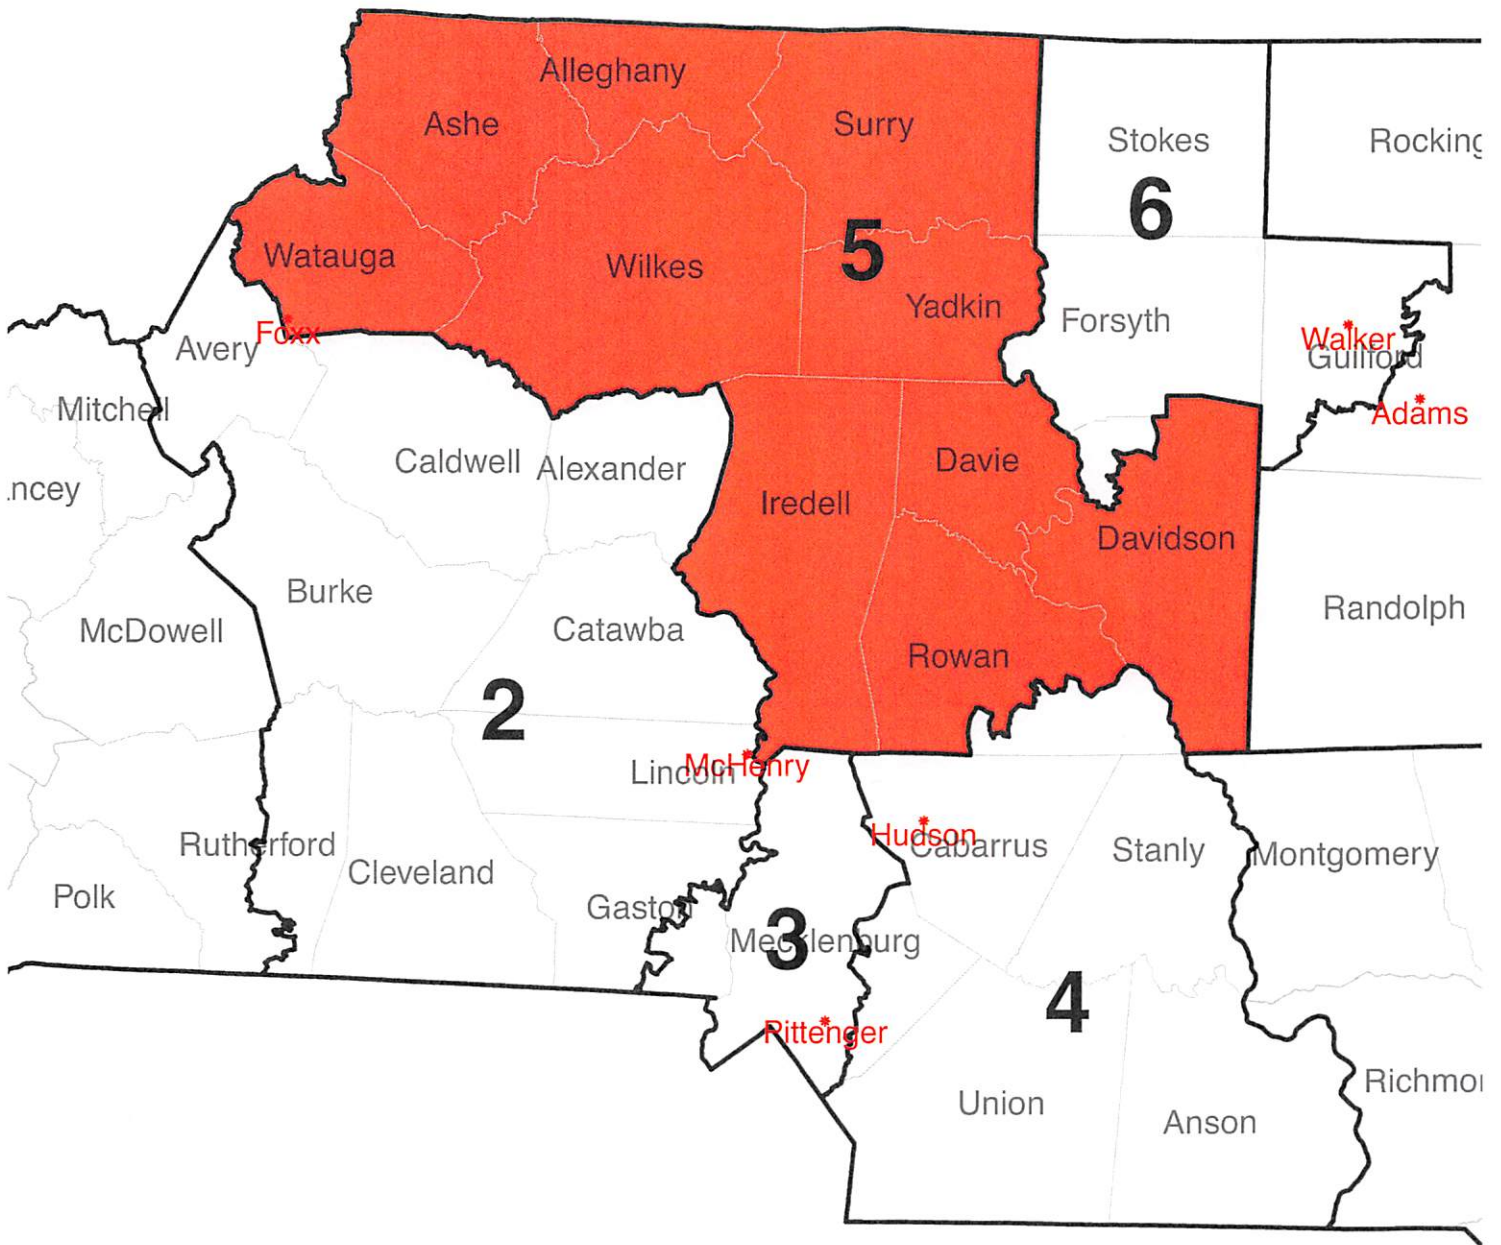 Alleghany
Ashe
Surry
Stokes
Rocking
6
Watauga
Wilkes
5
Yadkin
Forsyth
Foxx
Avery
Walker
Guilford
Mitchell
Adams
Caldwell
Alexander
Davie
ncey
Iredell
Davidson
Burke
Catawba
McDowell
Randolph
Rowan
2
Lincoln
McHenry
Hudson
Cabarrus
Rutherford
Cleveland
Stanly
Montgomery
Polk
Gaston
Mecklenburg
3
4
Pittenger
Richmo
Union
Anson